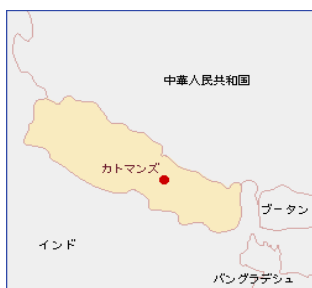 中華人民共和国
カトマンズ
ブータン
インド
バングラデシュ